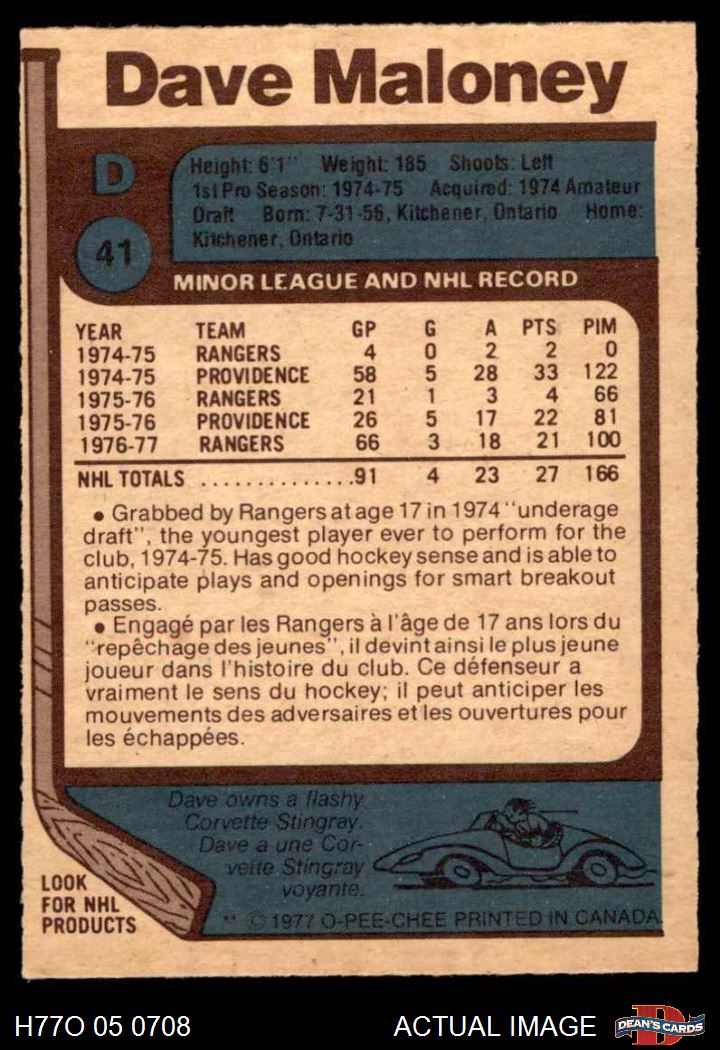 Dave Maloney
D
41
Height: 6'1" Weight: 185 Shoots: Left
1st Pro Season: 1974-75 Acquired: 1974 Amateur
Draft Born: 7-31-56, Kitchener, Ontario Home:
Kitchener, Ontario
MINOR LEAGUE AND NHL RECORD
YEAR TEAM GP G A PTS PIM
1974-75 RANGERS 4 0 2 2 0
1974-75 PROVIDENCE 58 5 28 33 122
1975-76 RANGERS 21 1 3 4 66
1975-76 PROVIDENCE 26 5 17 22 81
1976-77 RANGERS 66 3 18 21 100
NHL TOTALS ..............91 4 23 27 166
• Grabbed by Rangers at age 17 in 1974 "underage
draft", the youngest player ever to perform for the
club, 1974-75. Has good hockey sense and is able to
anticipate plays and openings for smart breakout
passes.
• Engagé par les Rangers à l'âge de 17 ans lors du
"repêchage des jeunes", il devint ainsi le plus jeune
joueur dans l'histoire du club. Ce défenseur a
vraiment le sens du hockey; il peut anticiper les
mouvements des adversaires et les ouvertures pour
les échappées.
Dave owns a flashy
Corvette Stingray.
Dave a une Cor-
vette Stingray
voyante.
LOOK
FOR NHL
PRODUCTS
** © 1977 O-PEE-CHEE PRINTED IN CANADA
H77O 05 0708
ACTUAL IMAGE
D
DEAN'S CARDS